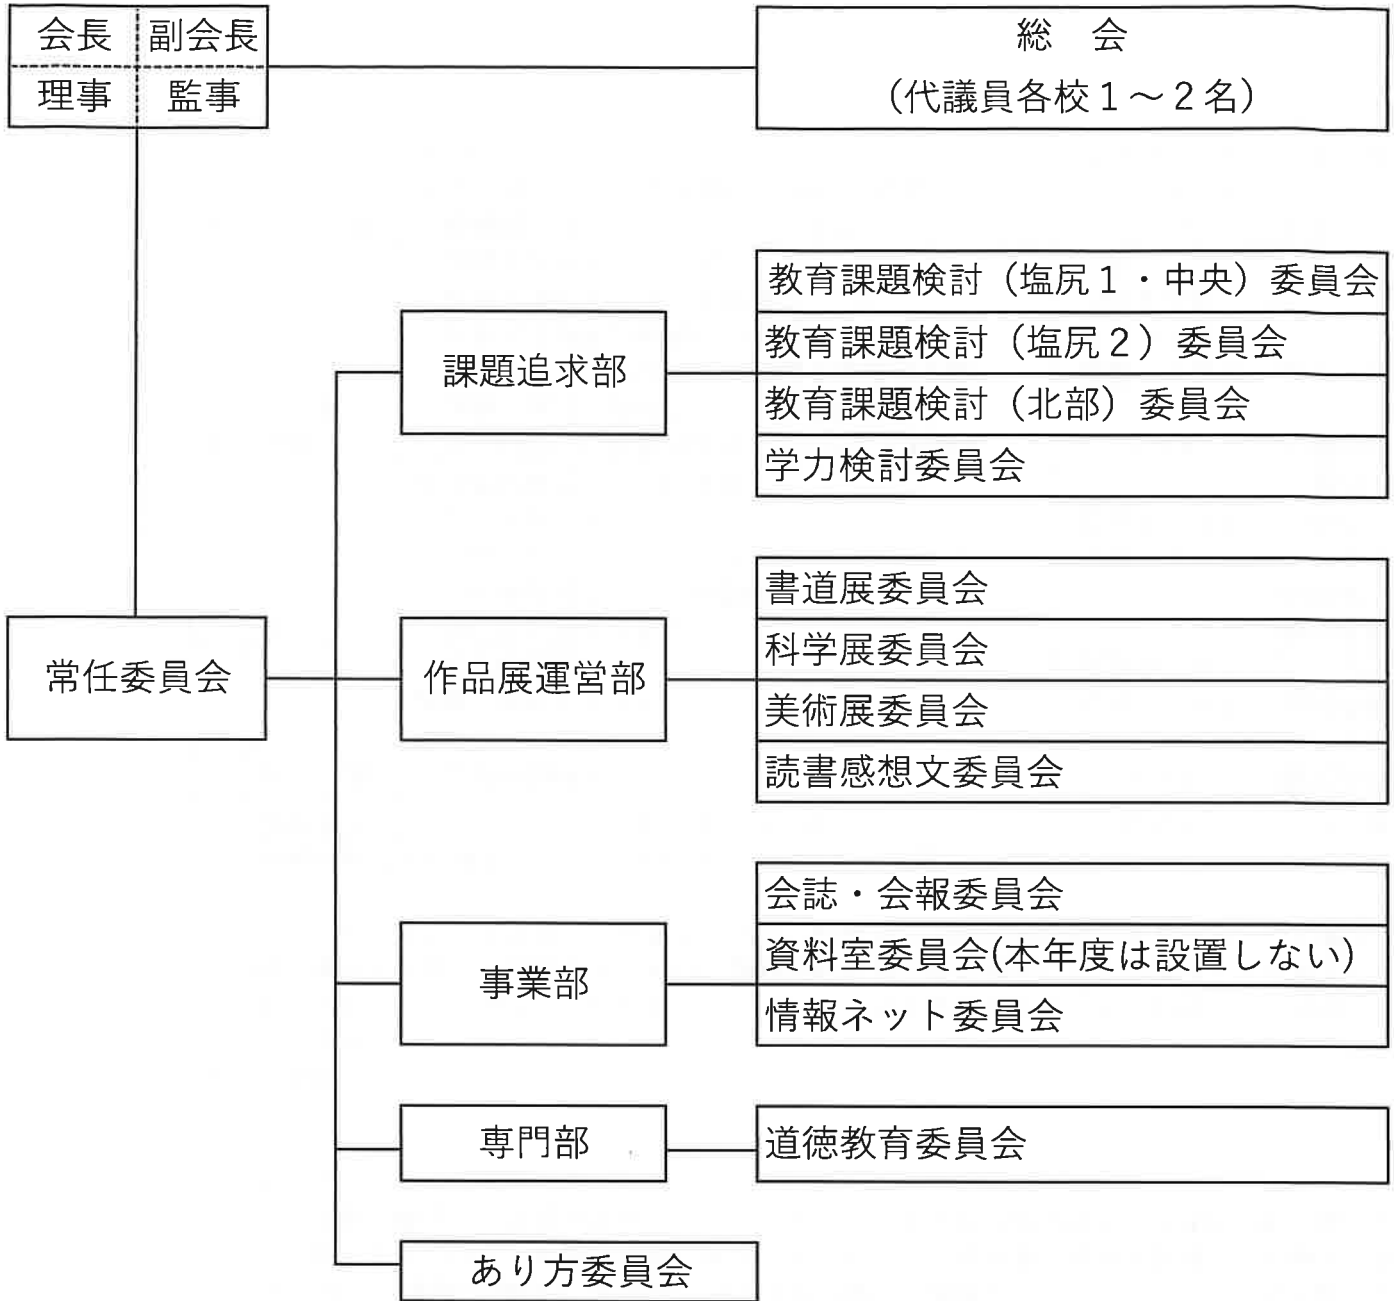 会長 副会長
理事 監事
総　会
（代議員各校１～２名）
教育課題検討（塩尻１・中央）委員会
教育課題検討（塩尻２）委員会
教育課題検討（北部）委員会
学力検討委員会
課題追求部
書道展委員会
科学展委員会
美術展委員会
読書感想文委員会
常任委員会
作品展運営部
会誌・会報委員会
資料室委員会(本年度は設置しない)
情報ネット委員会
事業部
専門部
道徳教育委員会
あり方委員会